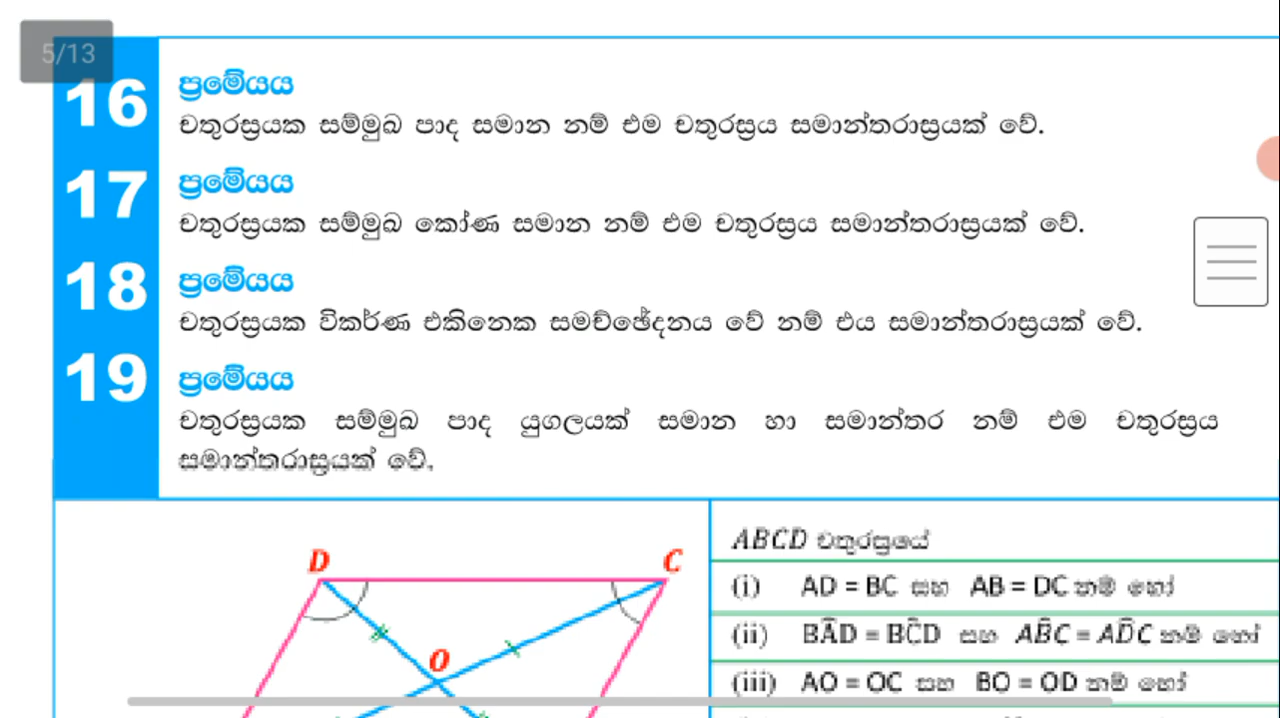 5/13
16
ප්‍රමේයය
චතුරස්‍රයක සම්මුඛ පාද සමාන නම් එම චතුරස්‍රය සමාන්තරාස්‍රයක් වේ.
17
ප්‍රමේයය
චතුරස්‍රයක සම්මුඛ කෝණ සමාන නම් එම චතුරස්‍රය සමාන්තරාස්‍රයක් වේ.
18
ප්‍රමේයය
චතුරස්‍රයක විකර්ණ එකිනෙක සමච්ඡේදනය වේ නම් එය සමාන්තරාස්‍රයක් වේ.
19
ප්‍රමේයය
චතුරස්‍රයක සම්මුඛ පාද යුගලයක් සමාන හා සමාන්තර නම් එම චතුරස්‍රය
සමාන්තරාස්‍රයක් වේ.
D
C
O
ABCD චතුරස්‍රයේ
(i) AD = BC සහ AB = DC නම් හෝ
(ii) BÂD = BĈD සහ AB̂C = AD̂C නම් හෝ
(iii) AO = OC සහ BO = OD නම් හෝ